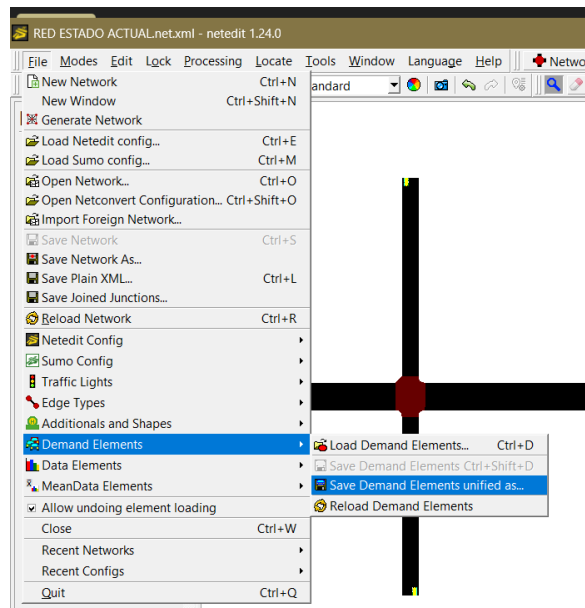 RED ESTADO ACTUAL.net.xml - netedit 1.24.0
File Modes Edit Lock Processing Locate Tools Window Language Help Netwo
andard
New Network Ctrl+N
New Window Ctrl+Shift+N
Generate Network
Load Netedit config... Ctrl+E
Load Sumo config... Ctrl+M
Open Network... Ctrl+O
Open Netconvert Configuration... Ctrl+Shift+O
Import Foreign Network...
Save Network Ctrl+S
Save Network As...
Save Plain XML... Ctrl+L
Save Joined Junctions...
Reload Network Ctrl+R
Netedit Config
Sumo Config
Traffic Lights
Edge Types
Additionals and Shapes
Demand Elements
Data Elements
MeanData Elements
Allow undoing element loading
Close Ctrl+W
Recent Networks
Recent Configs
Quit Ctrl+Q
Load Demand Elements... Ctrl+D
Save Demand Elements Ctrl+Shift+D
Save Demand Elements unified as...
Reload Demand Elements